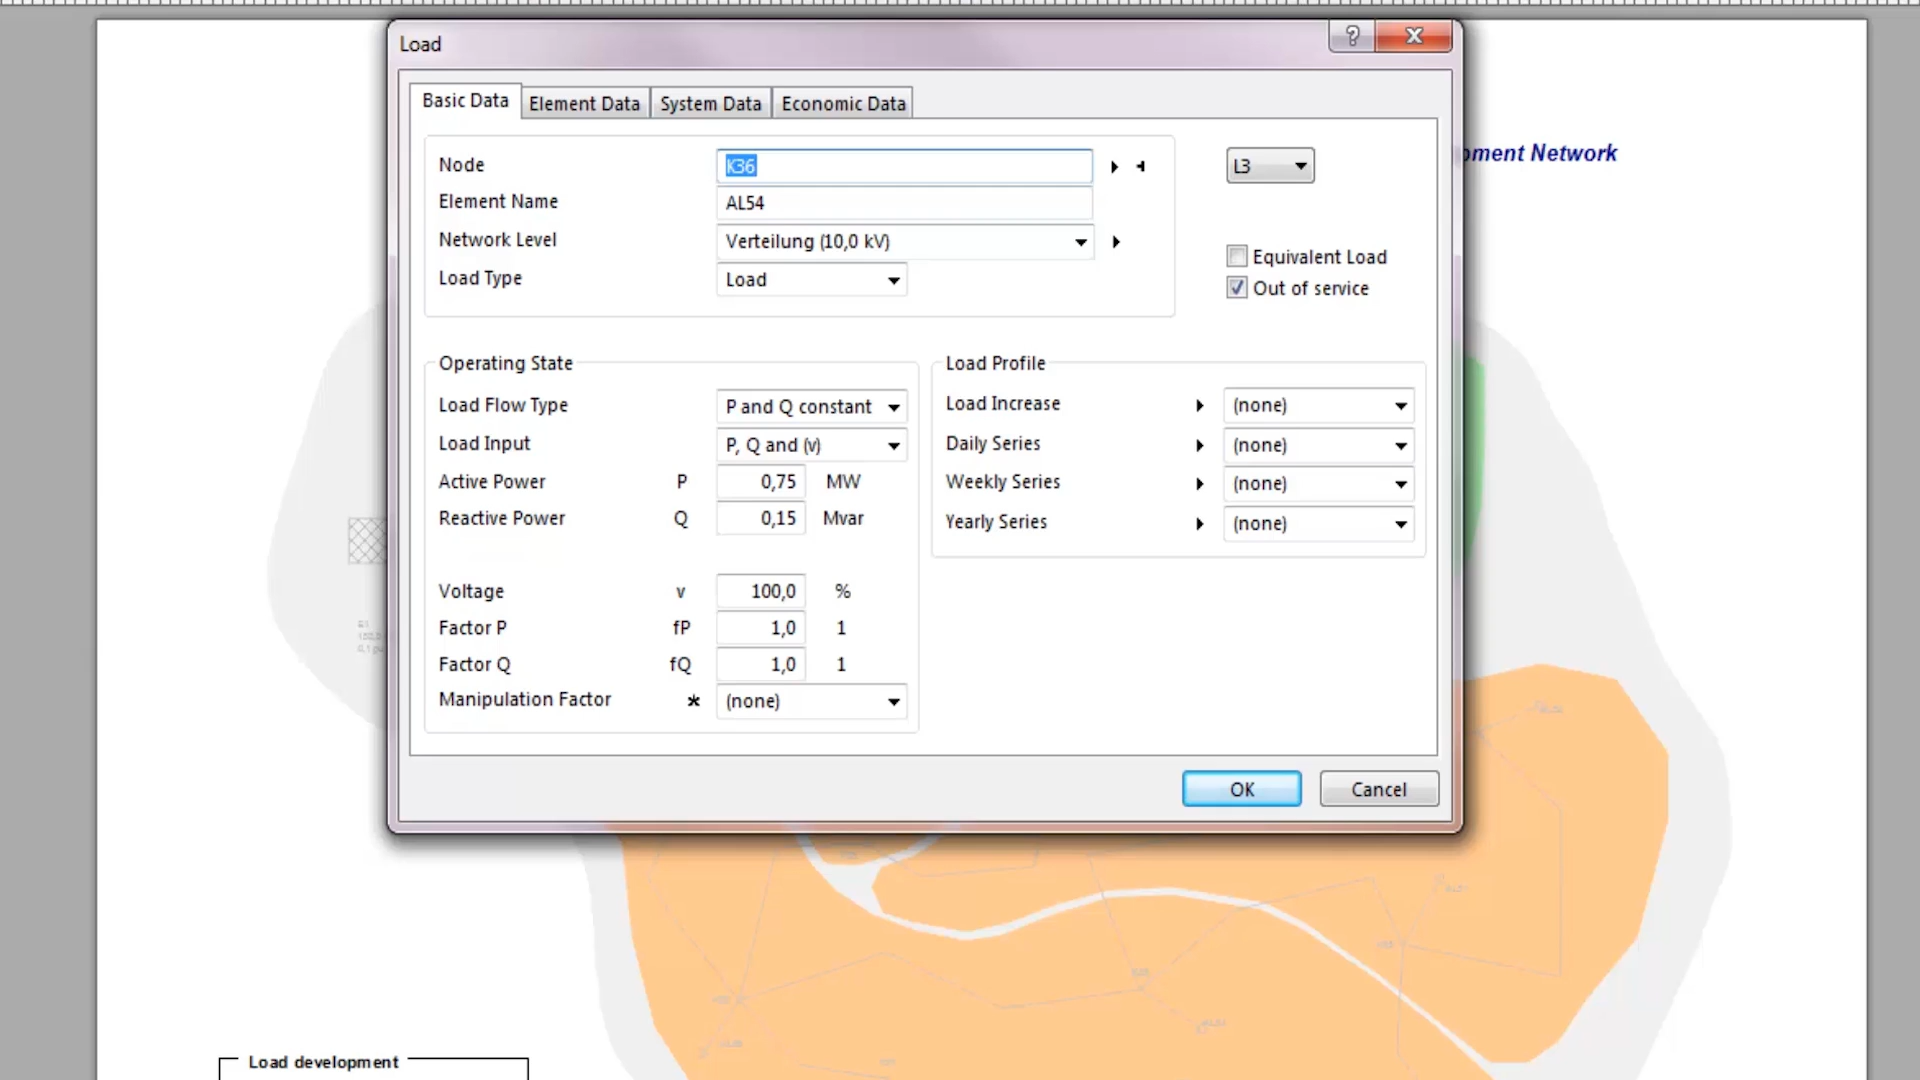 Load
?
Basic Data Element Data System Data Economic Data
Node K36 L3
Element Name AL54
Network Level Verteilung (10,0 kV)
Load Type Load
Equivalent Load
Out of service
pment Network
Operating State
Load Flow Type P and Q constant
Load Input P, Q and (v)
Active Power P 0,75 MW
Reactive Power Q 0,15 Mvar
Voltage v 100,0 %
Factor P fP 1,0 1
Factor Q fQ 1,0 1
Manipulation Factor * (none)
Load Profile
Load Increase (none)
Daily Series (none)
Weekly Series (none)
Yearly Series (none)
OK Cancel
Load development